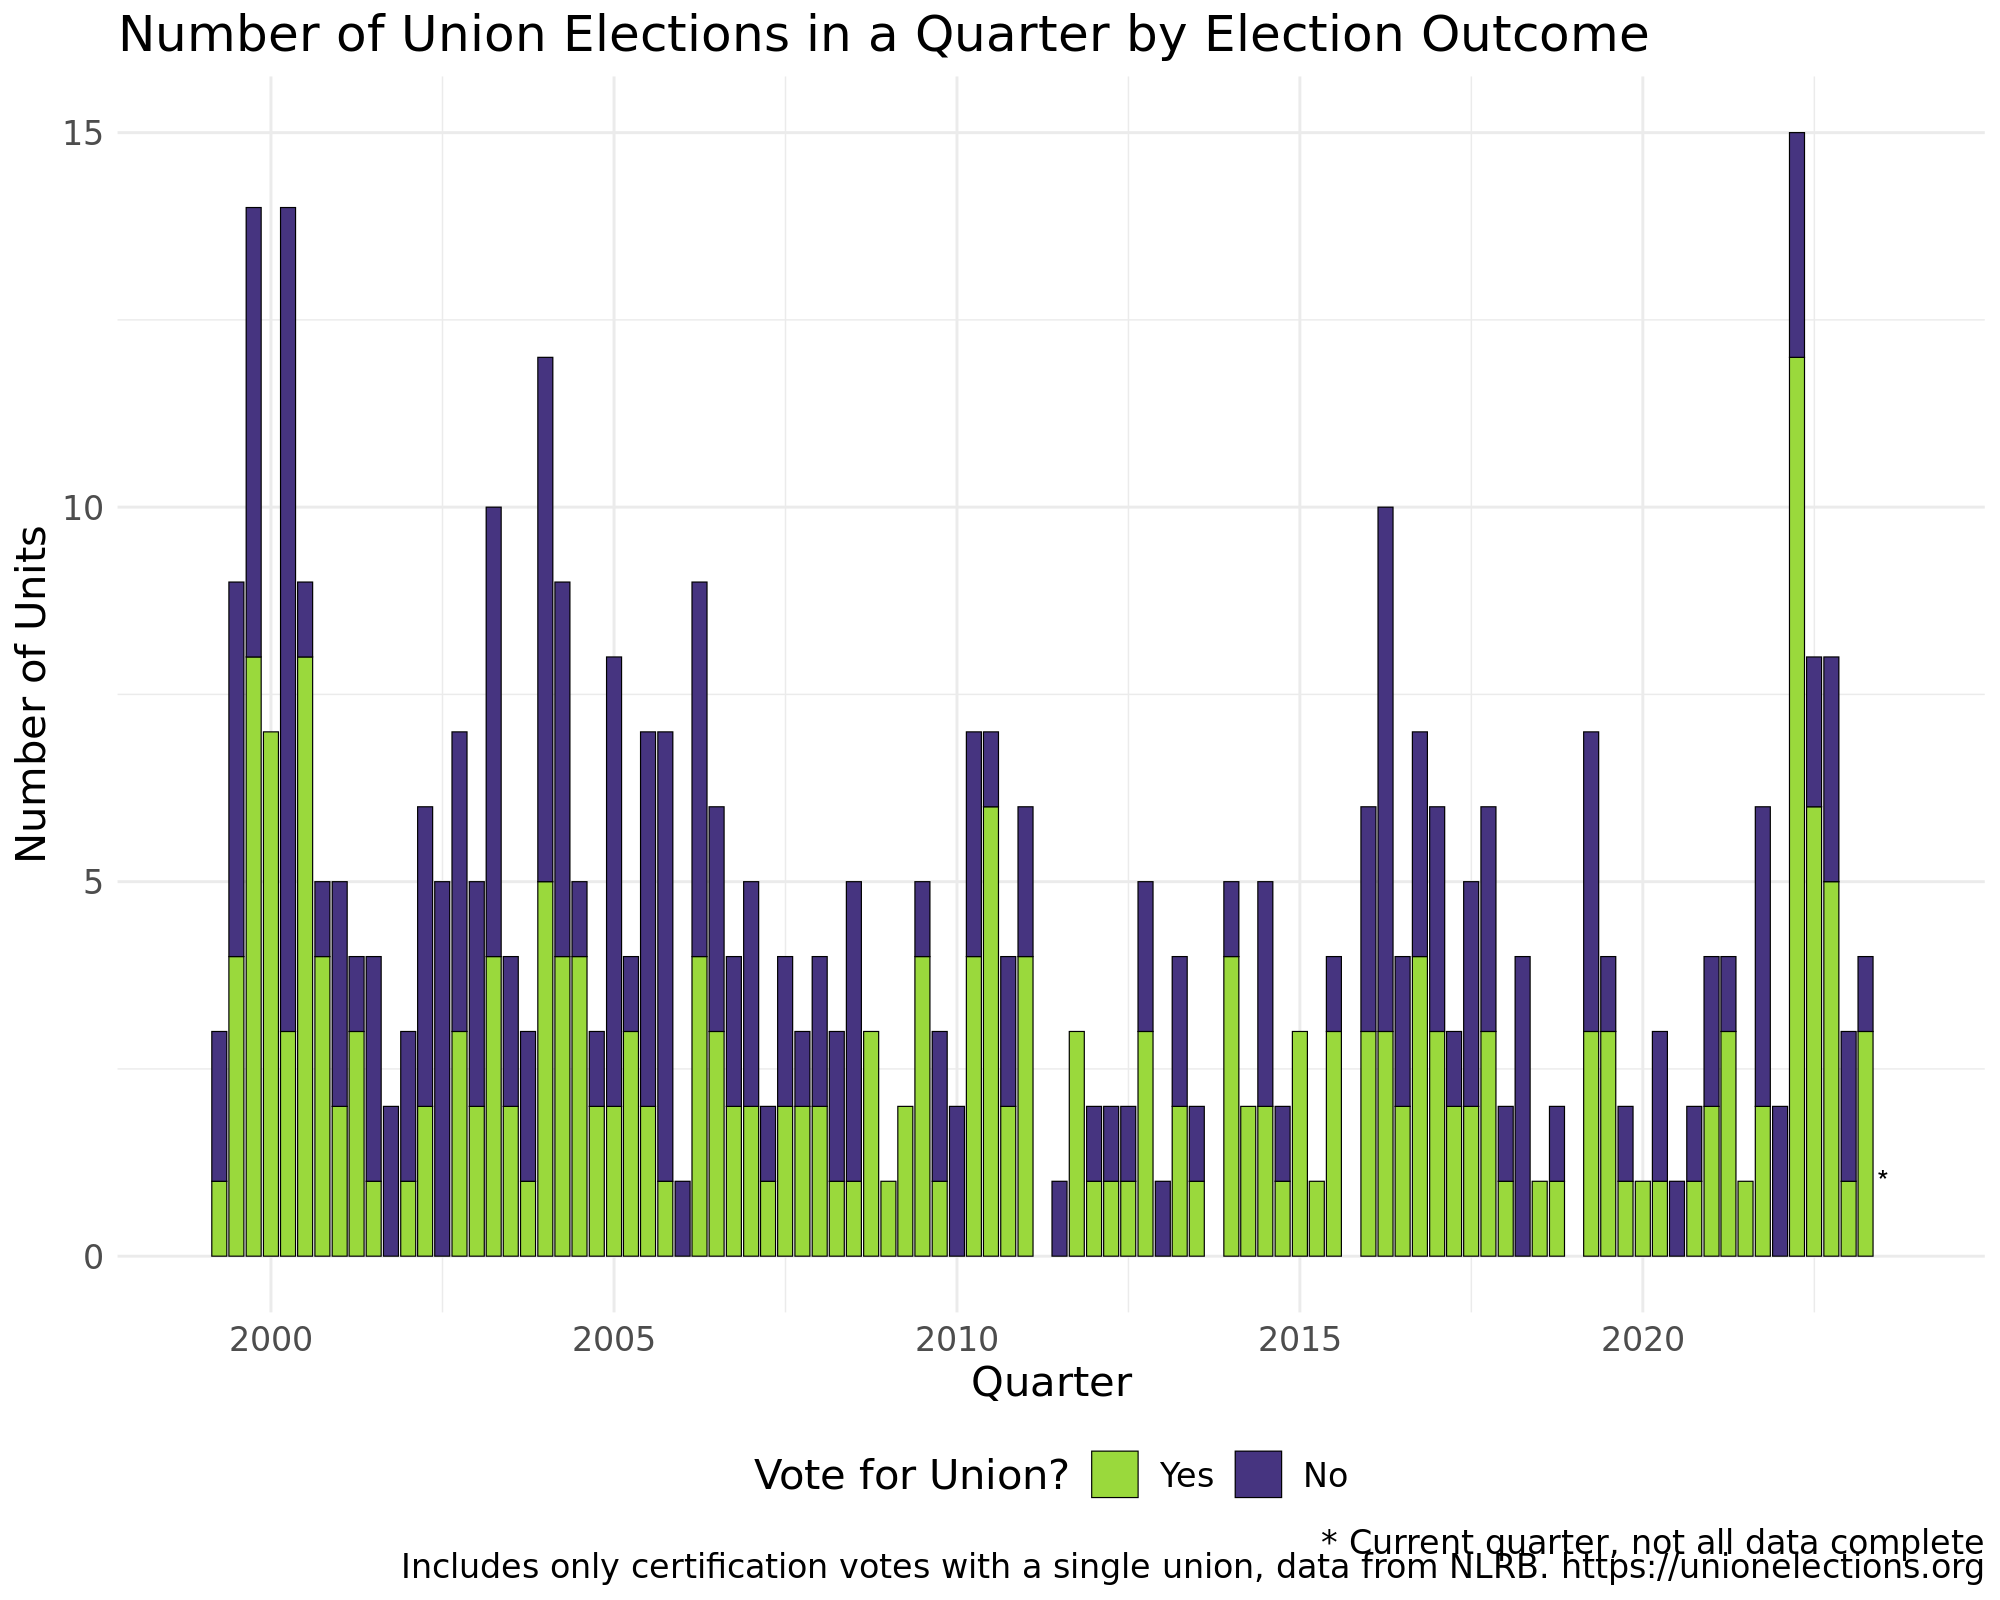 Number of Union Elections in a Quarter by Election Outcome
15
10
5
0
Number of Units
*
2000 2005 2010 2015 2020
Quarter
Vote for Union? Yes No
* Current quarter, not all data complete
Includes only certification votes with a single union, data from NLRB. https://unionelections.org